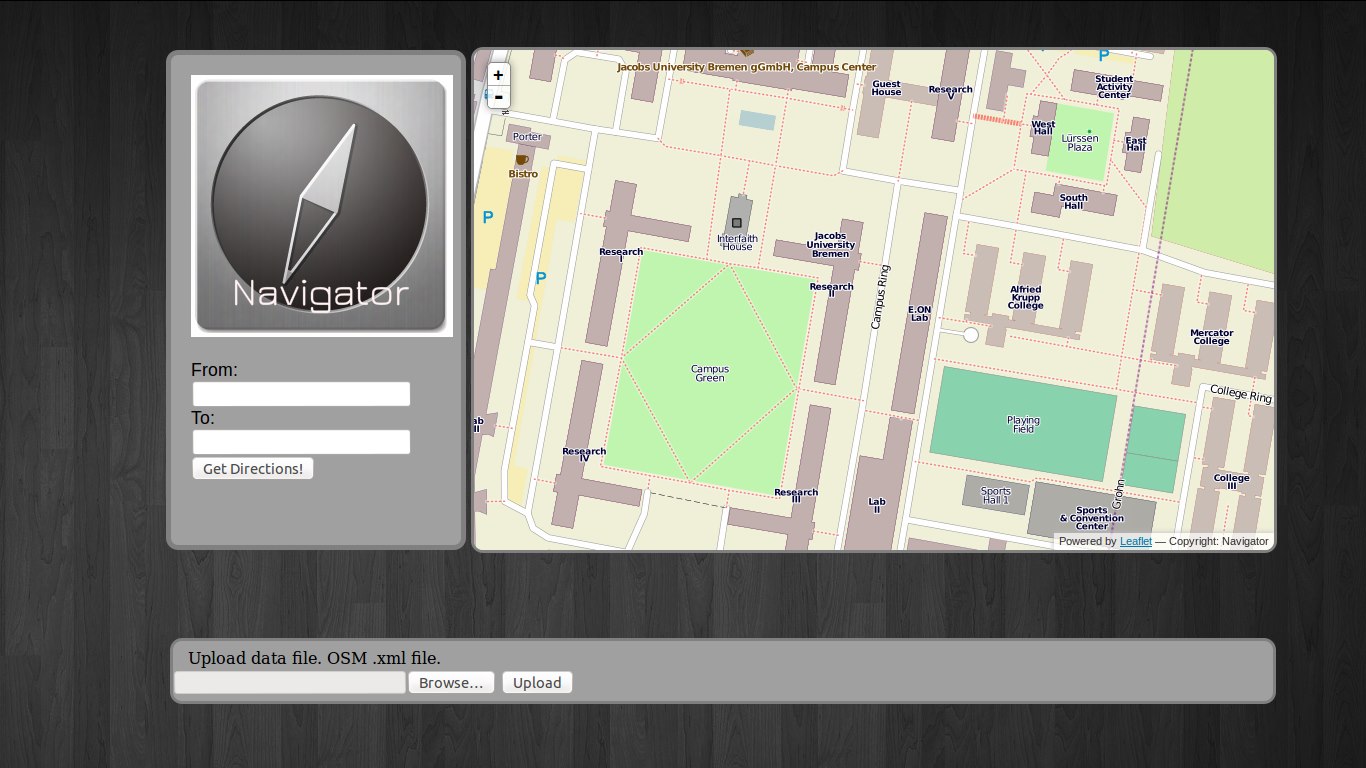 Navigator
From:
To:
Get Directions!
+
-
Jacobs University Bremen gGmbH, Campus Center
P
Guest
House
Research
V
Student
Activity
Center
Porter
West
Hall
Lürssen
Plaza
East
Hall
Bistro
South
Hall
P
Interfaith
House
Jacobs
University
Bremen
Research
I
P
Research
II
Campus Ring
E.ON
Lab
Alfried
Krupp
College
Mercator
College
Campus
Green
College Ring
ab
II
Playing
Field
Research
IV
Research
III
Lab
II
Sports
Hall 1
Grohn
College
III
Sports
& Convention
Center
Powered by Leaflet — Copyright: Navigator
Upload data file. OSM .xml file.
Browse...
Upload